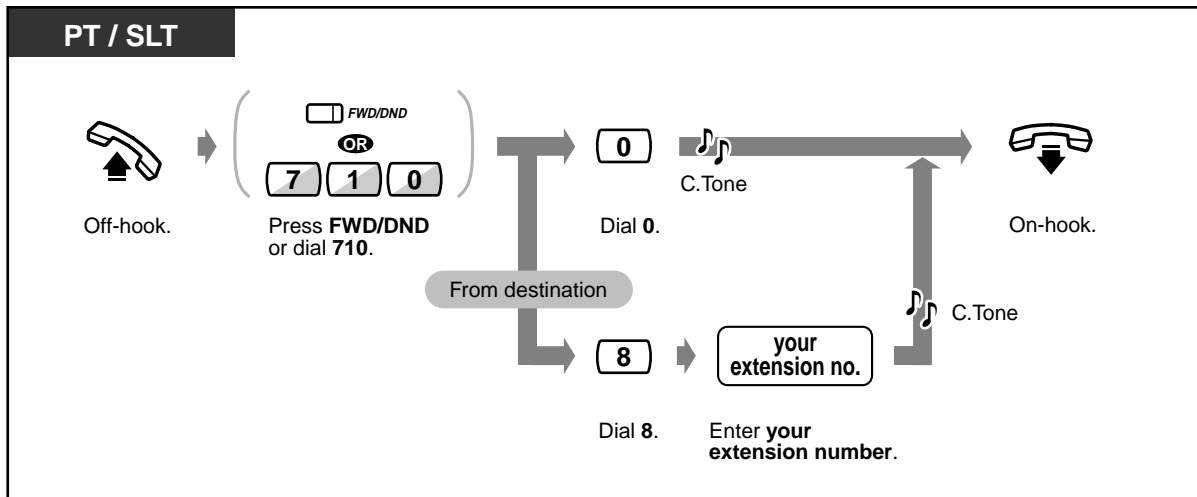 PT / SLT
FWD/DND
OR
7 1 0
0
C.Tone
Off-hook.
Press FWD/DND
or dial 710.
Dial 0.
On-hook.
From destination
C.Tone
8
your
extension no.
Dial 8.
Enter your
extension number.